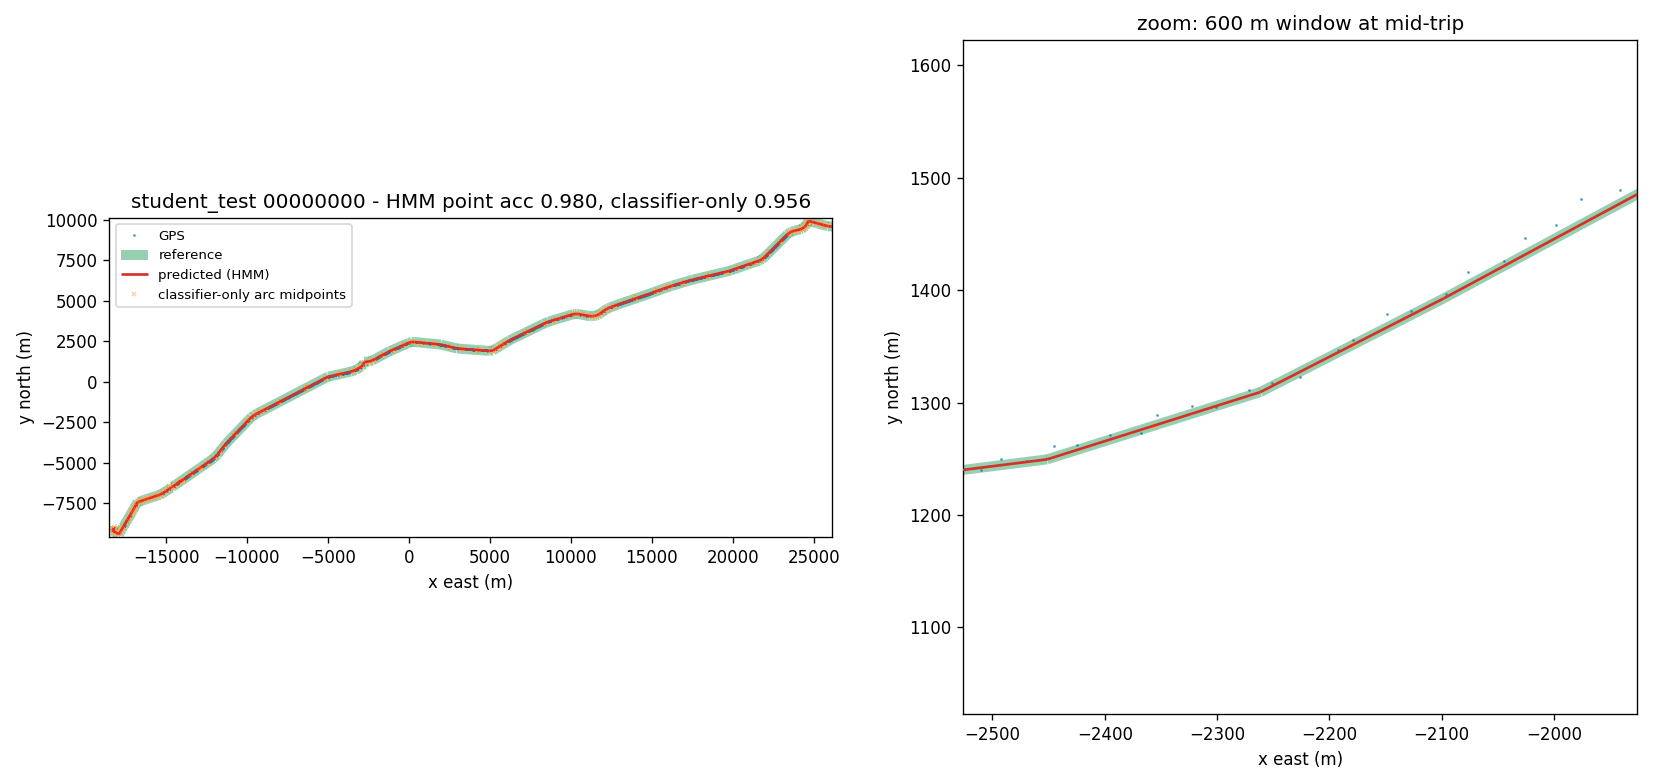 student_test 00000000 - HMM point acc 0.980, classifier-only 0.956
10000
7500
5000
2500
0
−2500
−5000
−7500
y north (m)
GPS
reference
predicted (HMM)
classifier-only arc midpoints
−15000 −10000 −5000 0 5000 10000 15000 20000 25000
x east (m)
zoom: 600 m window at mid-trip
1600
1500
1400
1300
1200
1100
y north (m)
−2500 −2400 −2300 −2200 −2100 −2000
x east (m)